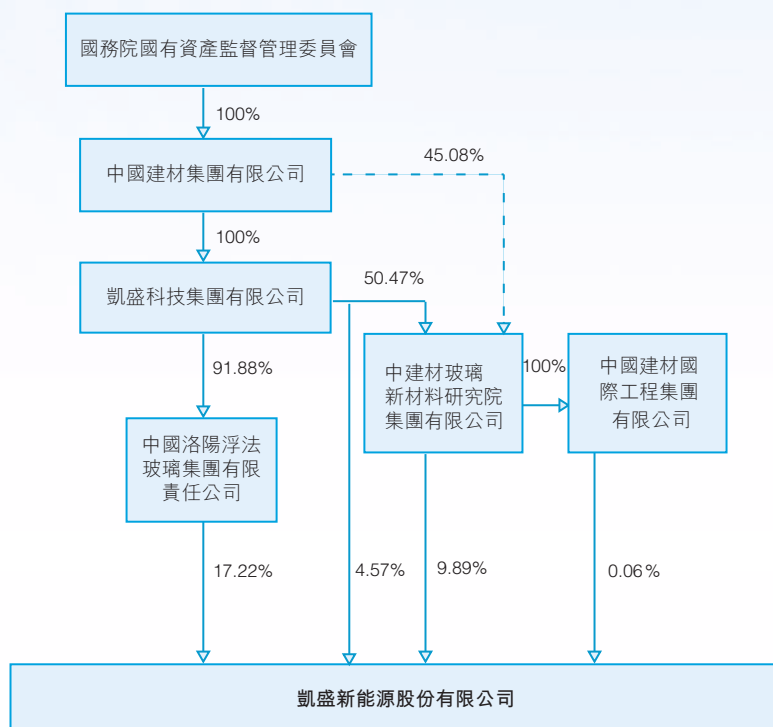 國務院國有資產監督管理委員會
100%
中國建材集團有限公司
45.08%
100%
凱盛科技集團有限公司
50.47%
91.88%
中建材玻璃
新材料研究院
集團有限公司
100%
中國建材國
際工程集團
有限公司
中國洛陽浮法
玻璃集團有限
責任公司
17.22%
4.57%
9.89%
0.06%
凱盛新能源股份有限公司